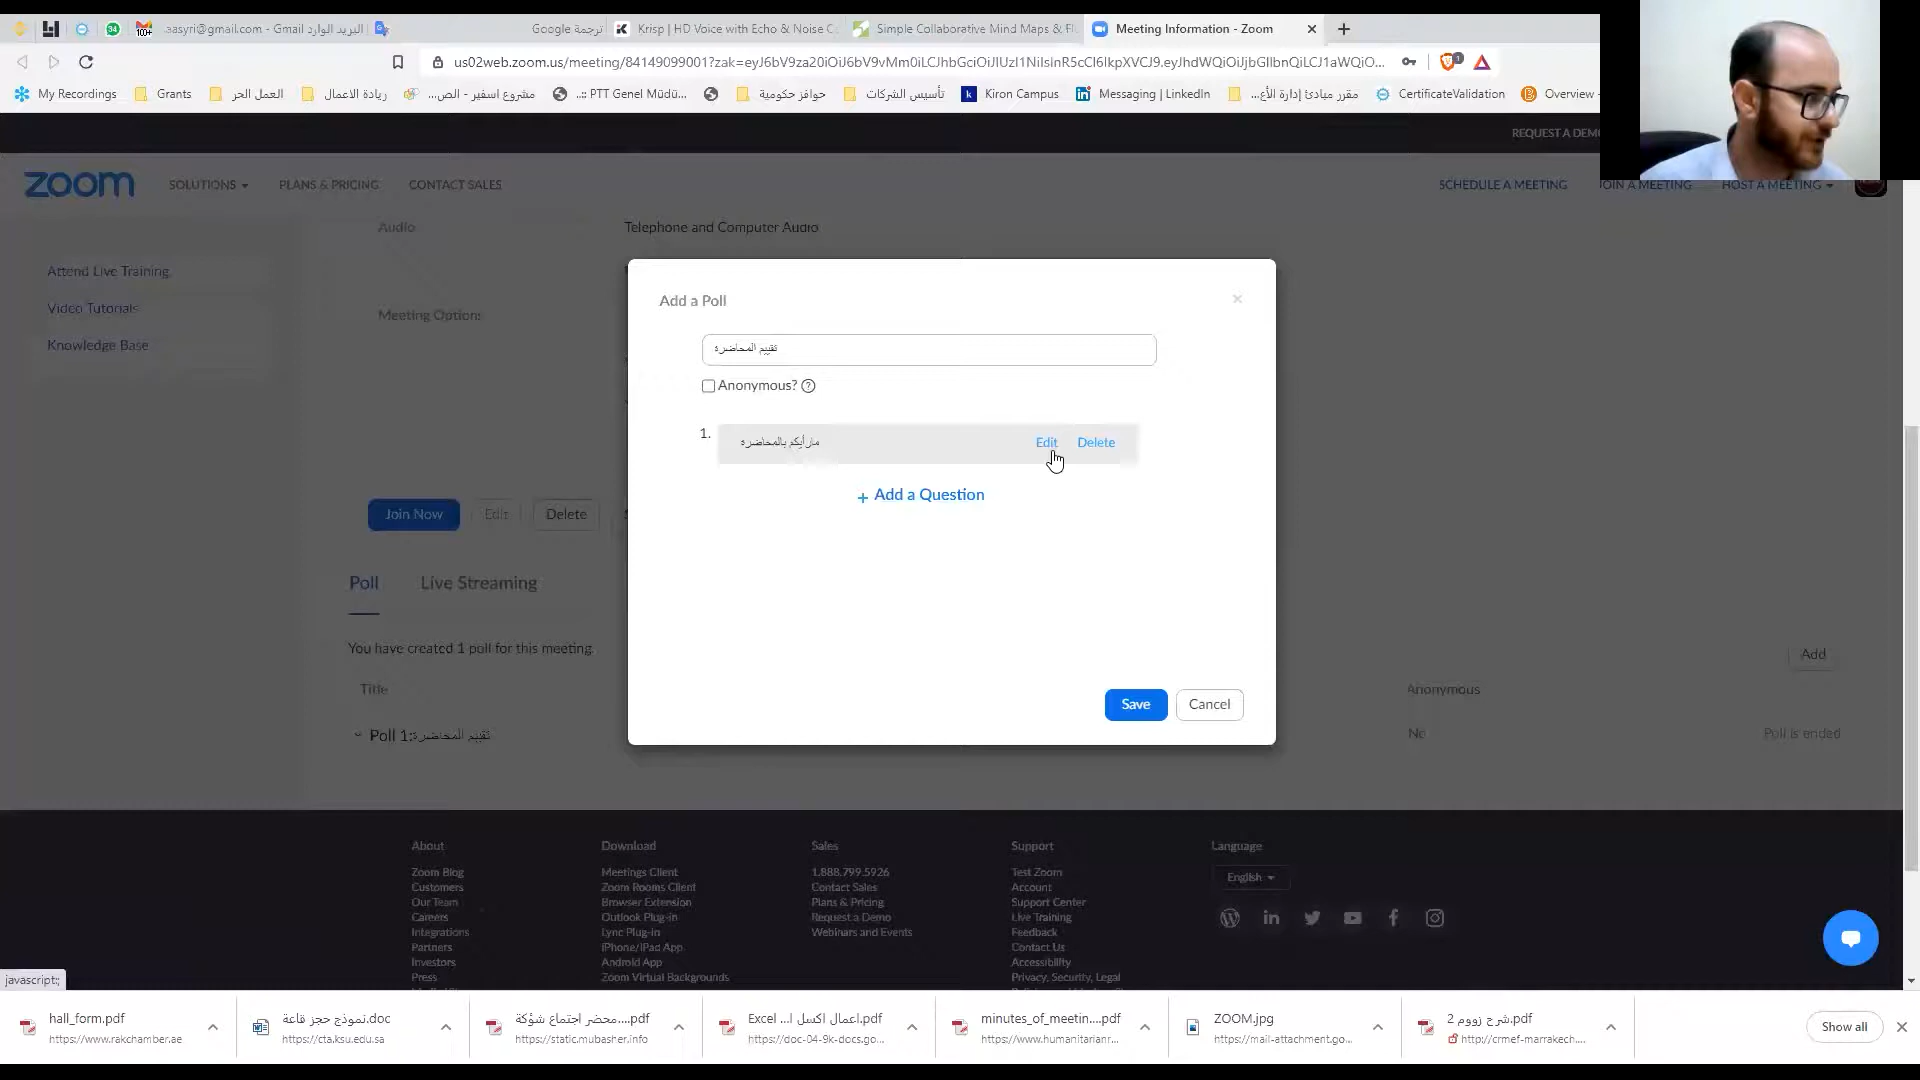 34
100+
aasyri@gmail.com - Gmail البريد الوارد
ترجمة Google
Krisp | HD Voice with Echo & Noise C
Simple Collaborative Mind Maps & Fl
Meeting Information - Zoom
us02web.zoom.us/meeting/84149099001?zak=eyJ6bV9za20iOiJ6bV9vMm0iLCJhbGciOiJIUzI1NiIsInR5cCI6IkpXVCJ9.eyJhdWQiOiJjbGllbnQiLCJ1aWQiO...
1
My Recordings
Grants
العمل الحر
ريادة الاعمال
مشروع اسفير - الص...
PTT Genel Müdü...
حوافز حكومية
تأسيس الشركات
Kiron Campus
Messaging | LinkedIn
مقرر مبادئ إدارة الأع...
CertificateValidation
Overview -
REQUEST A DEMO
zoom
SOLUTIONS
PLANS & PRICING
CONTACT SALES
SCHEDULE A MEETING
JOIN A MEETING
HOST A MEETING
Audio
Telephone and Computer Audio
Attend Live Training
Video Tutorials
Knowledge Base
Meeting Options
Add a Poll
تقييم المحاضرة
Anonymous?
1.
مارأيكم بالمحاضرة
Edit
Delete
+ Add a Question
Save
Cancel
Join Now
Edit
Delete
Poll
Live Streaming
You have created 1 poll for this meeting.
Add
Title
Anonymous
Poll 1:تقييم المحاضرة
No
Poll is ended
About
Zoom Blog
Customers
Our Team
Careers
Integrations
Partners
Investors
Press
Download
Meetings Client
Zoom Rooms Client
Browser Extension
Outlook Plug-in
Lync Plug-in
iPhone/iPad App
Android App
Zoom Virtual Backgrounds
Sales
1.888.799.5926
Contact Sales
Plans & Pricing
Request a Demo
Webinars and Events
Support
Test Zoom
Account
Support Center
Live Training
Feedback
Contact Us
Accessibility
Privacy, Security, Legal
Language
English
javascript:;
hall_form.pdf
https://www.rakchamber.ae
نموذج حجز قاعة.doc
https://cta.ksu.edu.sa
محضر اجتماع شؤكة....pdf
https://static.mubasher.info
Excel اعمال اكسل ا....pdf
https://doc-04-9k-docs.go...
minutes_of_meetin....pdf
https://www.humanitarianr...
ZOOM.jpg
https://mail-attachment.go...
شرح زووم 2.pdf
http://crmef-marrakech....
Show all